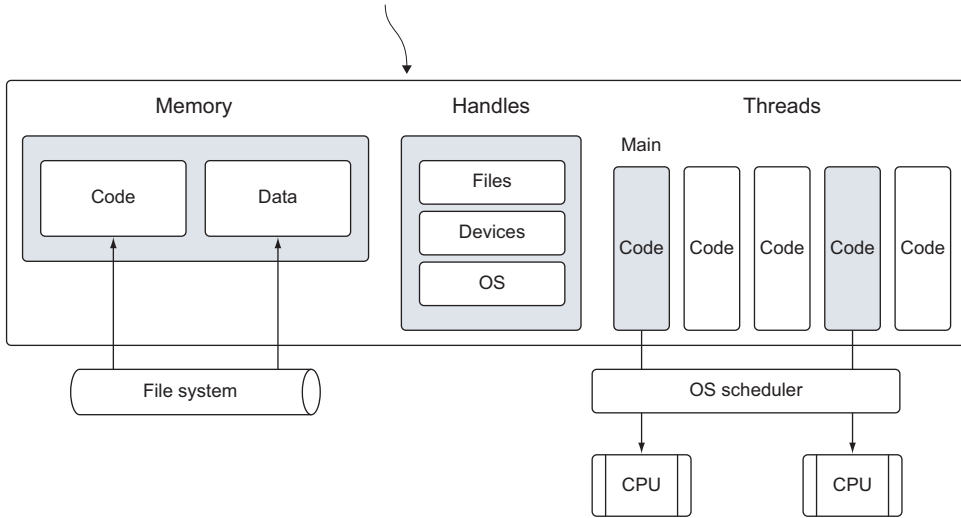 Memory
Handles
Threads
Main
Code
Data
Files
Devices
OS
Code
Code
Code
Code
Code
File system
OS scheduler
CPU
CPU